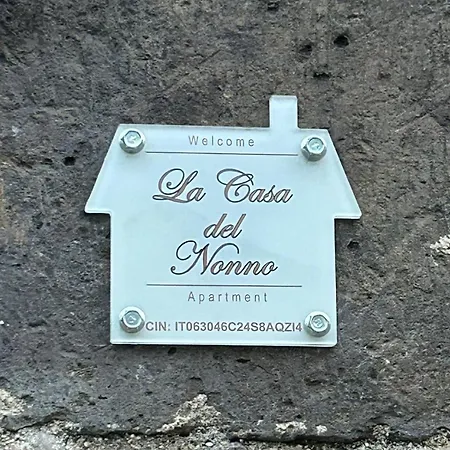 Welcome
La Casa
del
Nonno
Apartment
CIN: IT063046C24S8AQZI4